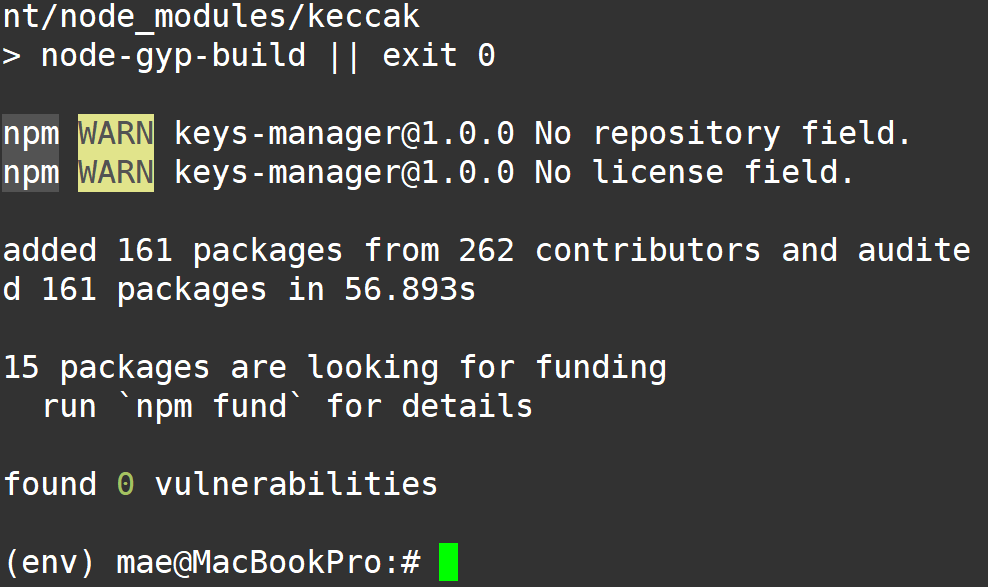 nt/node_modules/keccak
> node-gyp-build || exit 0
npm WARN keys-manager@1.0.0 No repository field.
npm WARN keys-manager@1.0.0 No license field.
added 161 packages from 262 contributors and audite
d 161 packages in 56.893s
15 packages are looking for funding
run `npm fund` for details
found 0 vulnerabilities
(env) mae@MacBookPro:#